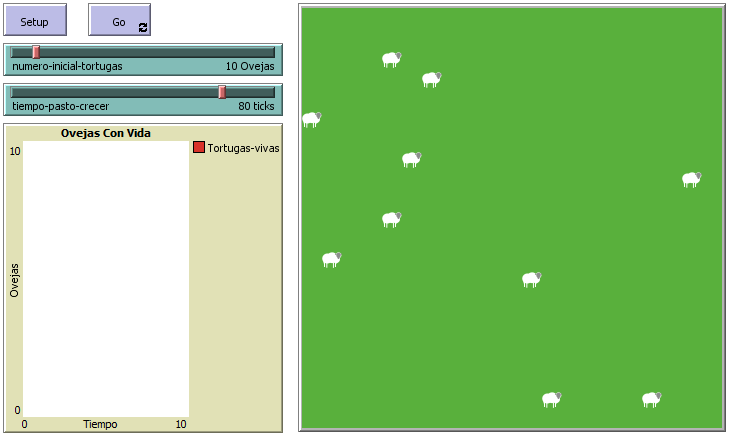 Setup
Go
numero-inicial-tortugas 10 Ovejas
tiempo-pasto-crecer 80 ticks
Ovejas Con Vida
10
Tortugas-vivas
Ovejas
0
0 Tiempo 10